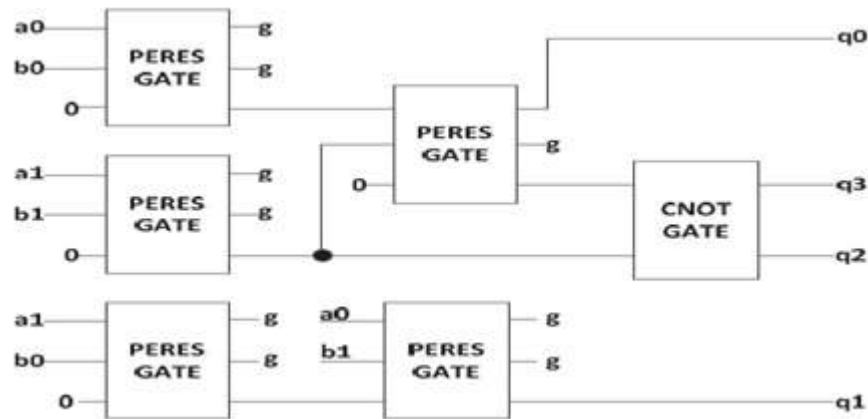 a0 PERES GATE g
b0 g
0
q0
PERES GATE
g
0
a1 PERES GATE g
b1 g
0
CNOT GATE
q3
q2
a1 PERES GATE g
b0 g
0
a0 PERES GATE g
b1 g
q1